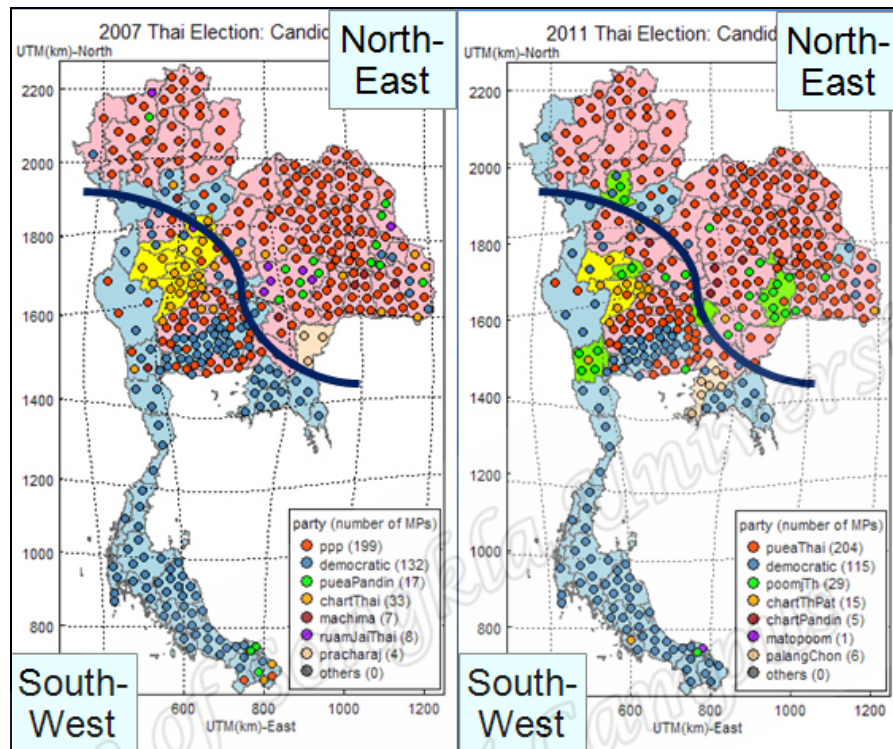 2007 Thai Election: Candid
North-
East
UTM(km)-North
2200
2000
1800
1600
1400
1200
1000
800
party (number of MPs)
ppp (199)
democratic (132)
pueaPandin (17)
chartThai (33)
machima (7)
ruamJaiThai (8)
pracharaj (4)
others (0)
South-
West
600
800
1000
1200
UTM(km)-East
2011 Thai Election: Candid
North-
East
UTM(km)-North
2200
2000
1800
1600
1400
1200
1000
800
party (number of MPs)
pueaThai (204)
democratic (115)
poomjTh (29)
chartThPat (15)
chartPandin (5)
matopoom (1)
palangChon (6)
others (0)
South-
West
600
800
1000
1200
UTM(km)-East